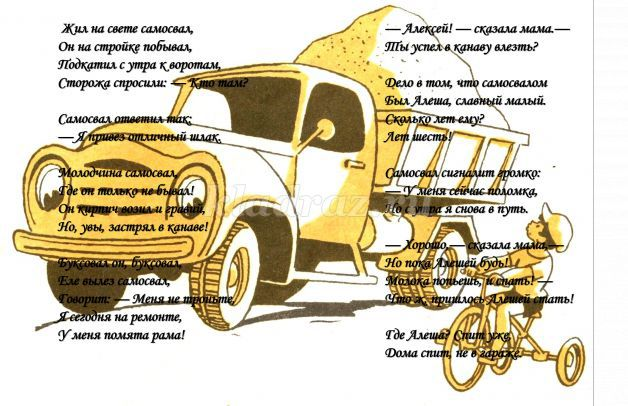 Жил на свете самосвал,
Он на стройке побывал,
Подкатил с утра к воротам,
Сторожа спросили: — Кто там?
Самосвал ответил так:
— Я привез отличный шлак.
Молодчина самосвал,
Где он только не бывал!
Он кирпич возил и гравий,
Но, увы, застрял в канаве!
Буксовал он, буксовал,
Еле вылез самосвал,
Говорит: — Меня не троньте,
Я сегодня на ремонте,
У меня помята рама!
— Алексей! — сказала мама.—
Ты успел в канаву влезть?
Дело в том, что самосвалом
Был Алеша, славный малый.
Сколько лет ему?
Лет шесть!
Самосвал сигналит громко:
— У меня сейчас поломка,
Но с утра я снова в путь.
— Хорошо,— сказала мама,—
Но пока Алешей будь!
Молока попьешь, и спать! —
Что ж, пришлось Алешей стать!
Где Алеша? Спит уже,
Дома спит, не в гараже.